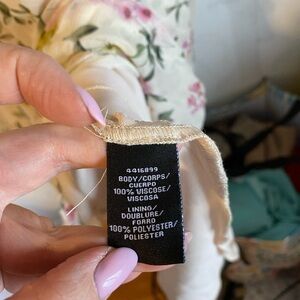 4416899
BODY/CORPS/
CUERPO
100% VISCOSE/
VISCOSA
LINING/
DOUBLURE/
FORRO
100% POLYESTER/
POLIESTER